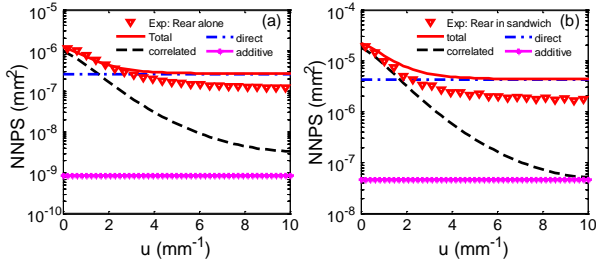 (a)
Exp: Rear alone
Total
direct
correlated
additive
NNPS (mm²)
10⁻⁵
10⁻⁶
10⁻⁷
10⁻⁸
10⁻⁹
10⁻¹⁰
0 2 4 6 8 10
u (mm⁻¹)
(b)
Exp: Rear in sandwich
total
direct
correlated
additive
NNPS (mm²)
10⁻⁴
10⁻⁵
10⁻⁶
10⁻⁷
10⁻⁸
0 2 4 6 8 10
u (mm⁻¹)